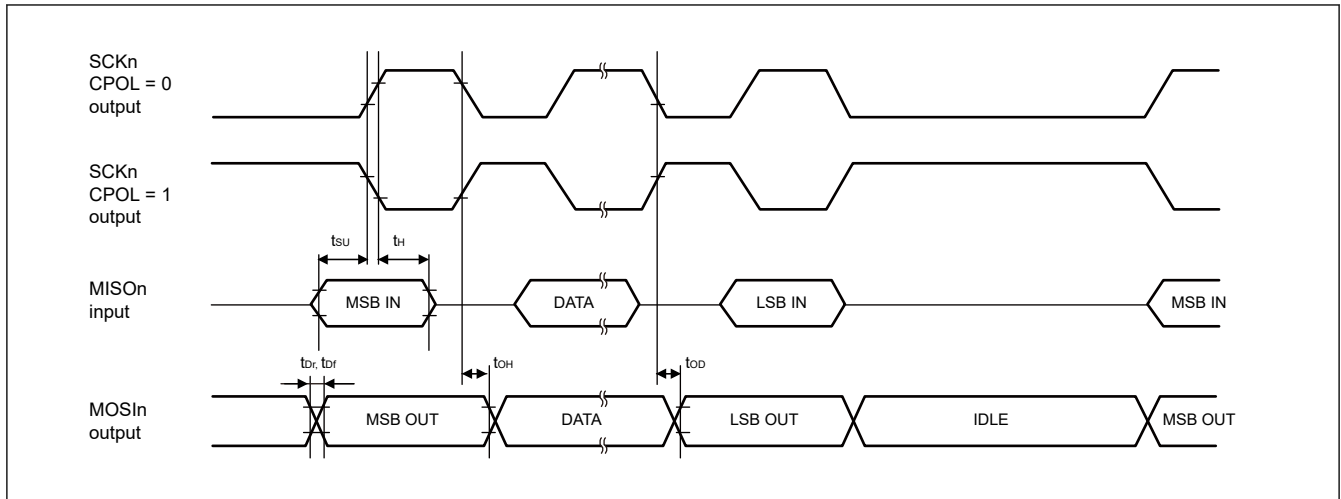 SCKn
CPOL = 0
output
SCKn
CPOL = 1
output
tSU
tH
MISOn
input
MSB IN
DATA
LSB IN
MSB IN
tDr, tDf
tOH
tOD
MOSIn
output
MSB OUT
DATA
LSB OUT
IDLE
MSB OUT